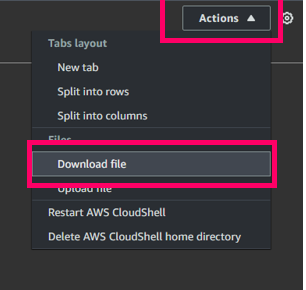 Actions
Tabs layout
New tab
Split into rows
Split into columns
Files
Download file
Upload file
Restart AWS CloudShell
Delete AWS CloudShell home directory